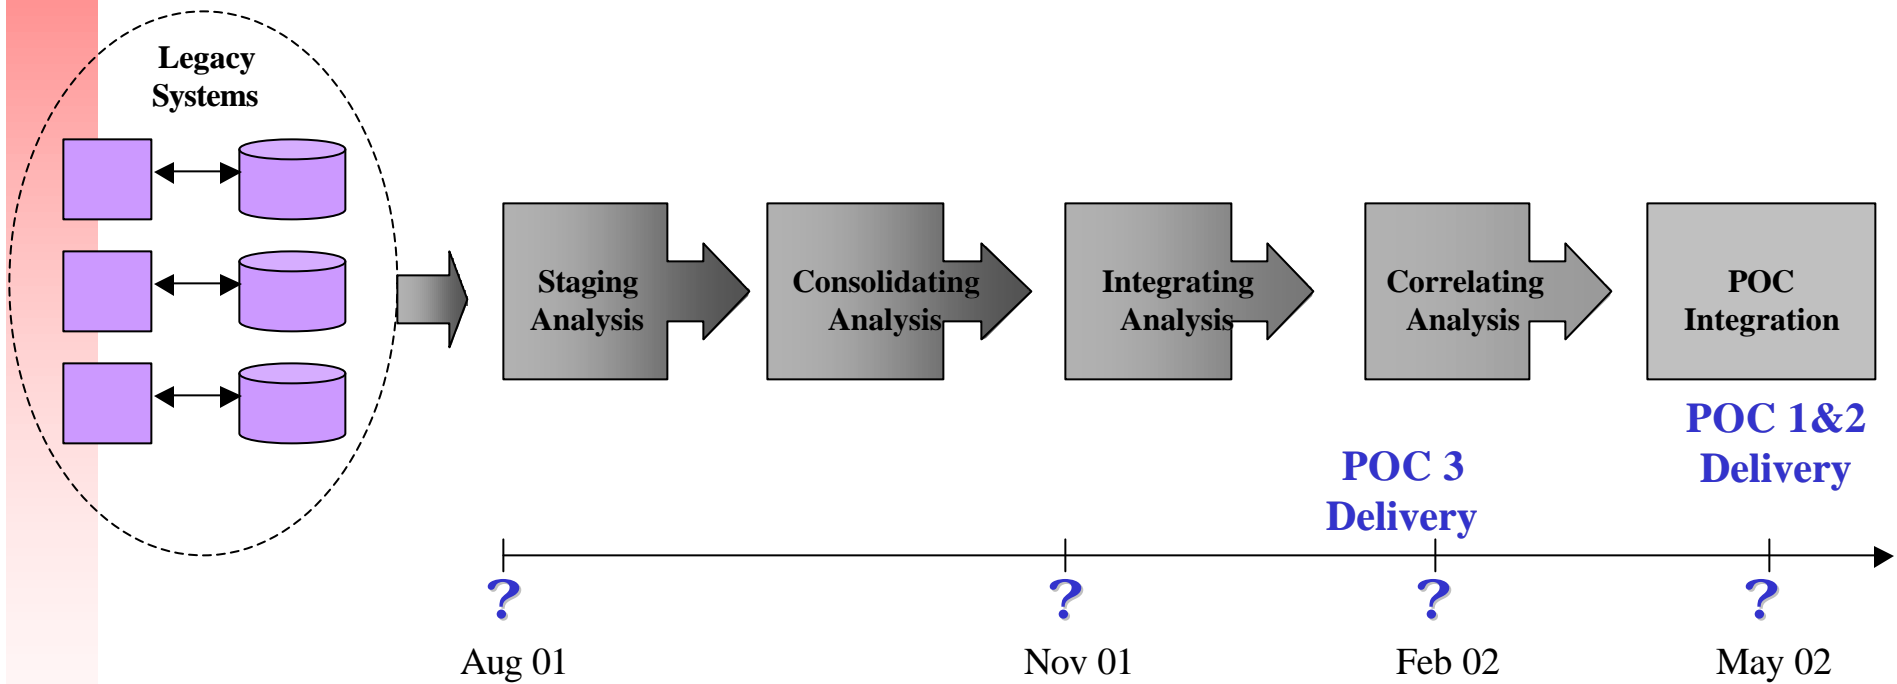 Legacy
Systems
Staging
Analysis
Consolidating
Analysis
Integrating
Analysis
Correlating
Analysis
POC
Integration
POC 1&2
Delivery
POC 3
Delivery
? ? ? ?
Aug 01 Nov 01 Feb 02 May 02